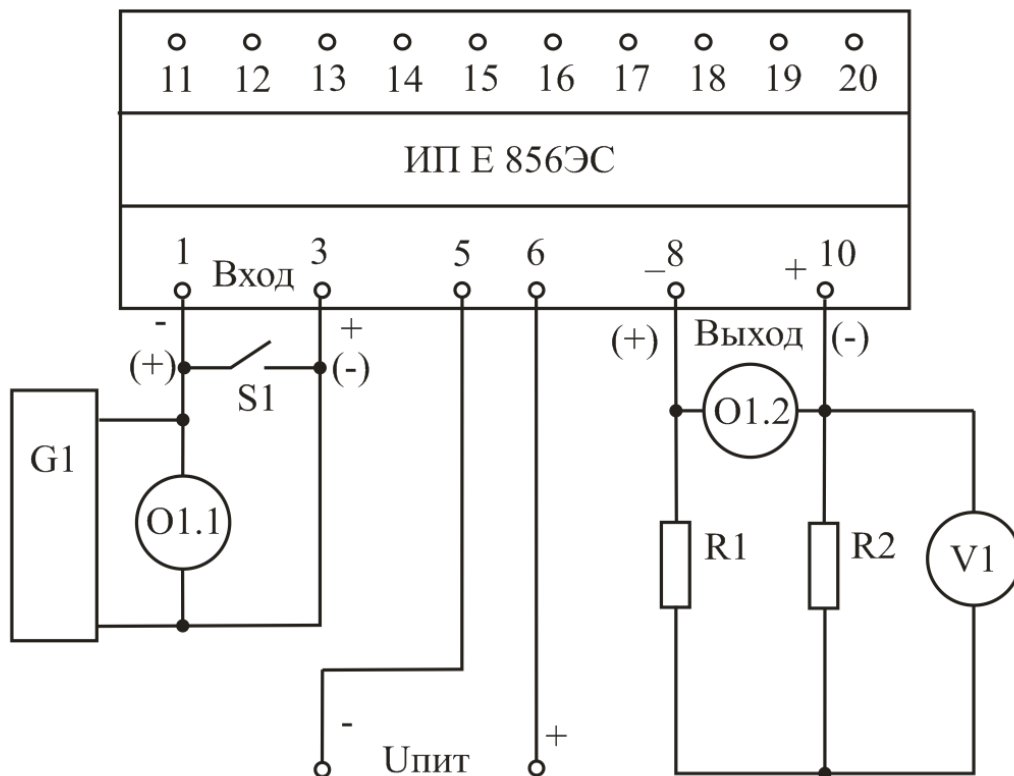 11 12 13 14 15 16 17 18 19 20
ИП Е 856ЭС
1 Вход 3 5 6 –8 + 10
- + (+) Выход (-)
(+) S1 (-)
G1 O1.1 O1.2
R1 R2 V1
- Uпит +